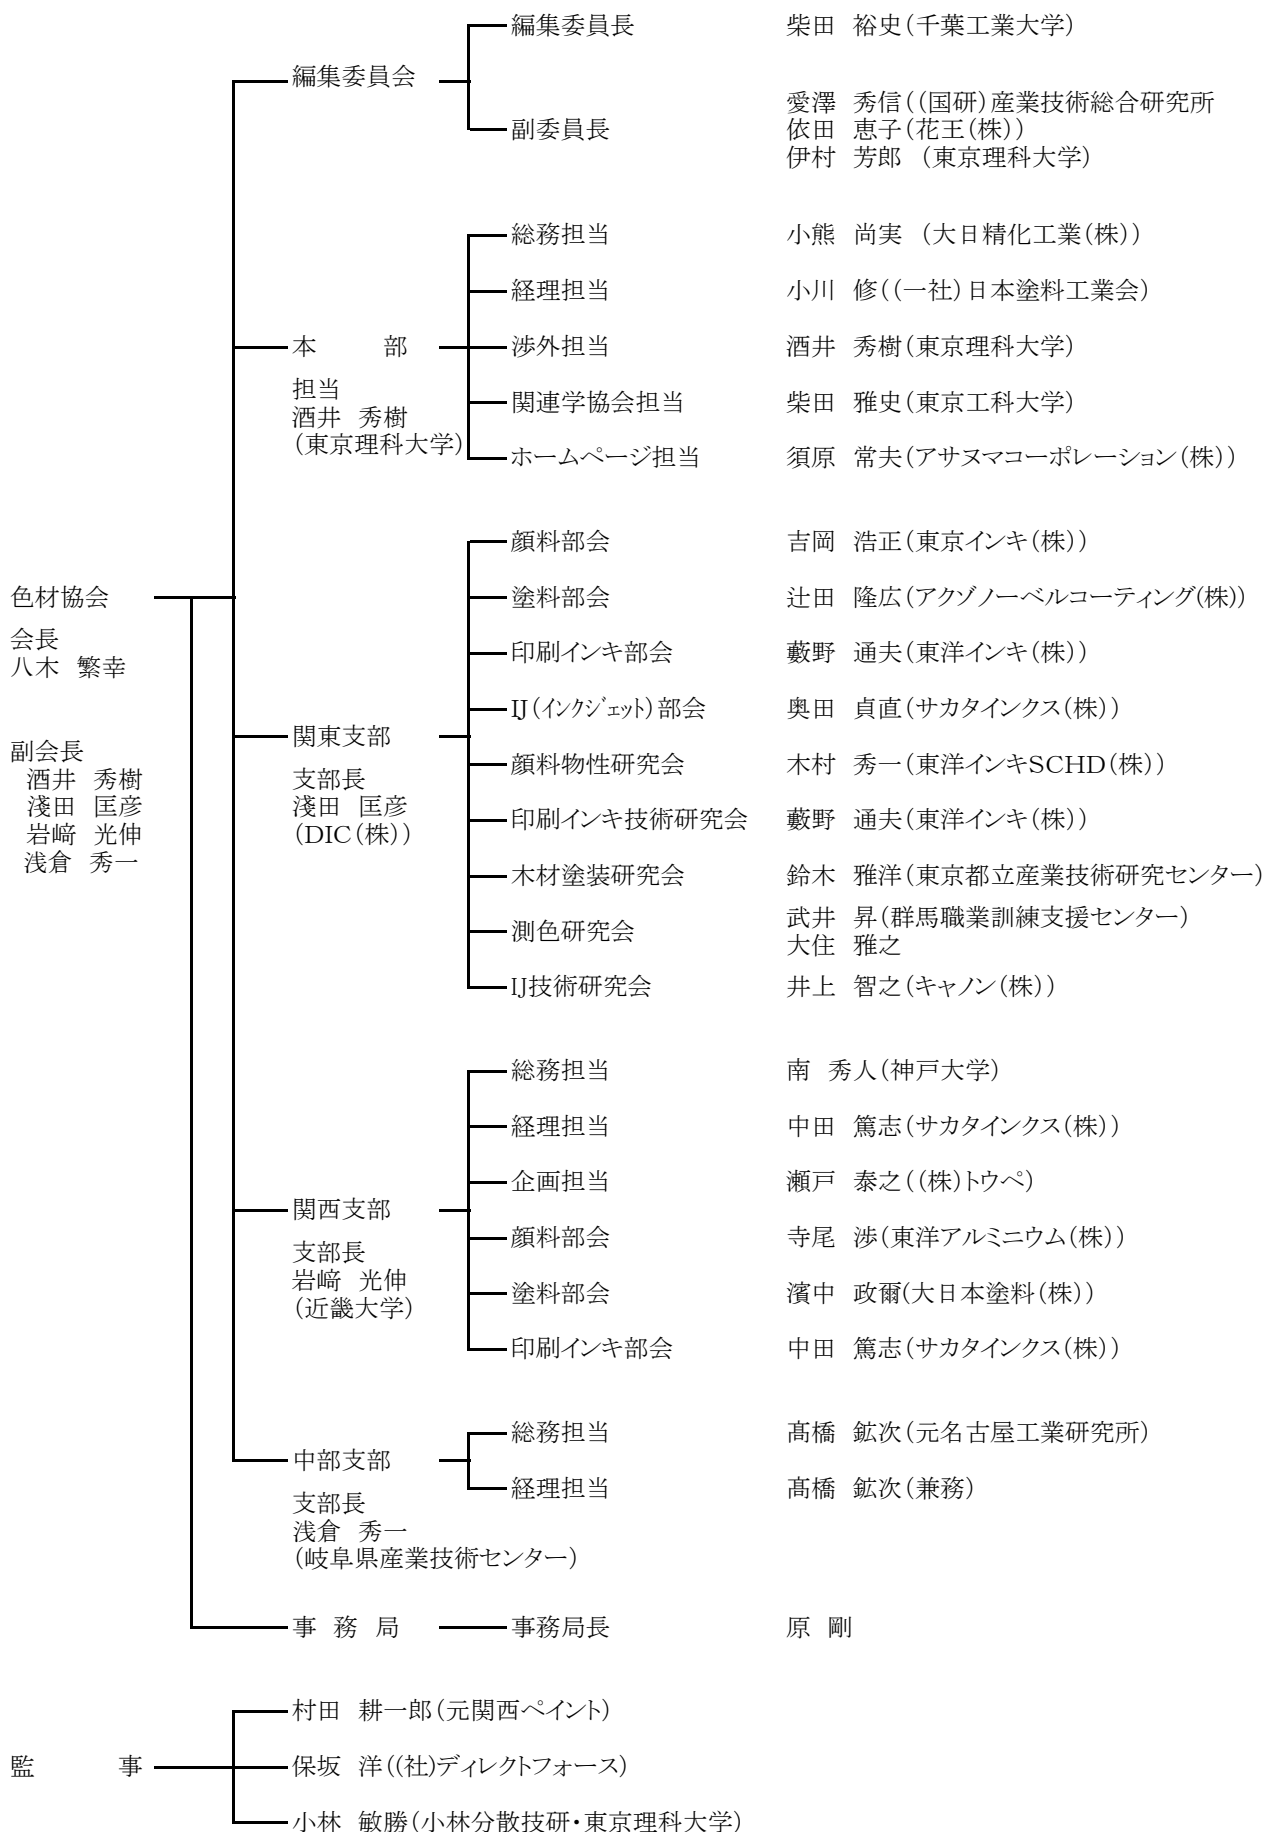 編集委員長 柴田 裕史(千葉工業大学)
編集委員会
愛澤 秀信((国研)産業技術総合研究所
副委員長 依田 恵子(花王(株))
伊村 芳郎 (東京理科大学)
総務担当 小熊 尚実 (大日精化工業(株))
経理担当 小川 修((一社)日本塗料工業会)
本 部 渉外担当 酒井 秀樹(東京理科大学)
担当
酒井 秀樹
(東京理科大学)
関連学協会担当 柴田 雅史(東京工科大学)
ホームページ担当 須原 常夫(アサヌマコーポレーション(株))
顔料部会 吉岡 浩正(東京インキ(株))
色材協会 塗料部会 辻田 隆広(アクゾノーベルコーティング(株))
会長
八木 繁幸
印刷インキ部会 藪野 通夫(東洋インキ(株))
IJ(インクジェット)部会 奥田 貞直(サカタインクス(株))
副会長
酒井 秀樹
淺田 匡彦
岩﨑 光伸
浅倉 秀一
関東支部
支部長
淺田 匡彦
(DIC(株))
顔料物性研究会 木村 秀一(東洋インキSCHD(株))
印刷インキ技術研究会 藪野 通夫(東洋インキ(株))
木材塗装研究会 鈴木 雅洋(東京都立産業技術研究センター)
測色研究会 武井 昇(群馬職業訓練支援センター)
大住 雅之
IJ技術研究会 井上 智之(キャノン(株))
総務担当 南 秀人(神戸大学)
経理担当 中田 篤志(サカタインクス(株))
企画担当 瀬戸 泰之((株)トウペ)
関西支部
支部長
岩﨑 光伸
(近畿大学)
顔料部会 寺尾 渉(東洋アルミニウム(株))
塗料部会 濱中 政爾(大日本塗料(株))
印刷インキ部会 中田 篤志(サカタインクス(株))
総務担当 髙橋 鉱次(元名古屋工業研究所)
中部支部
支部長
浅倉 秀一
(岐阜県産業技術センター)
経理担当 髙橋 鉱次(兼務)
事 務 局 事務局長 原 剛
村田 耕一郎(元関西ペイント)
監 事 保坂 洋((社)ディレクトフォース)
小林 敏勝(小林分散技研・東京理科大学)